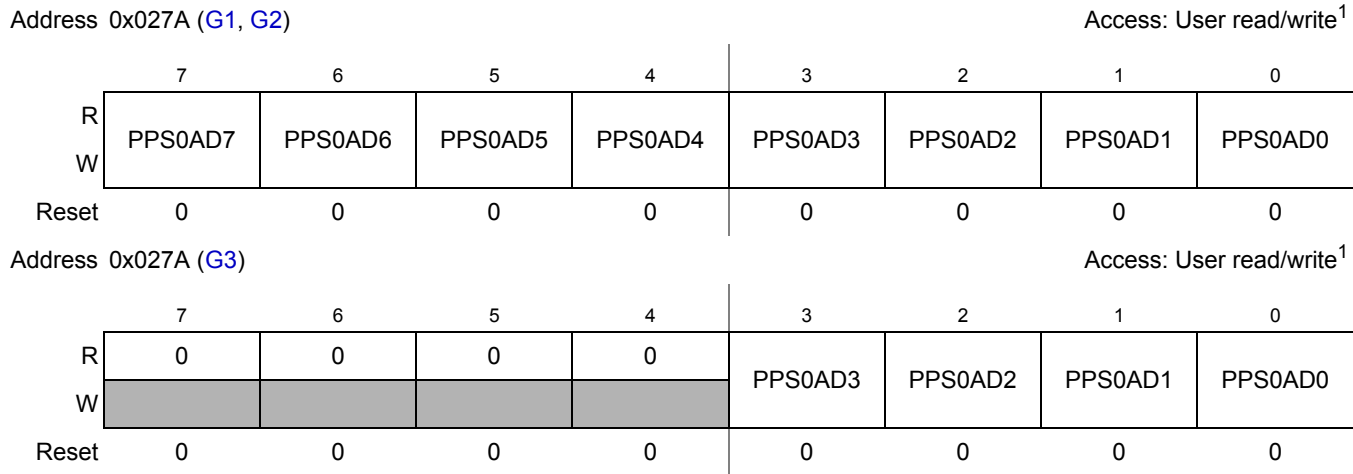 Address 0x027A (G1, G2) Access: User read/write1
7 6 5 4 3 2 1 0
R
W
PPS0AD7 PPS0AD6 PPS0AD5 PPS0AD4 PPS0AD3 PPS0AD2 PPS0AD1 PPS0AD0
Reset 0 0 0 0 0 0 0 0
Address 0x027A (G3) Access: User read/write1
7 6 5 4 3 2 1 0
R 0 0 0 0
PPS0AD3 PPS0AD2 PPS0AD1 PPS0AD0
W
Reset 0 0 0 0 0 0 0 0